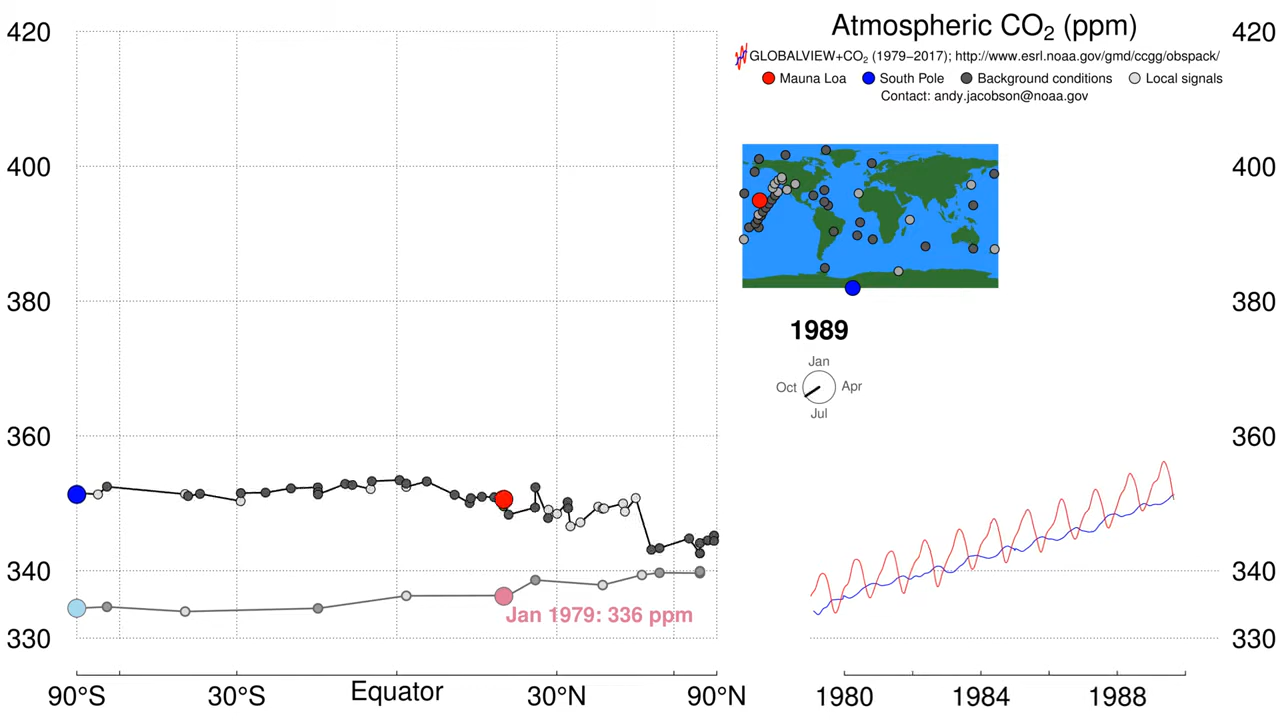 Atmospheric CO₂ (ppm)
GLOBALVIEW+CO₂ (1979−2017); http://www.esrl.noaa.gov/gmd/ccgg/obspack/
Mauna Loa South Pole Background conditions Local signals
Contact: andy.jacobson@noaa.gov
420
400
380
360
340
330
90°S 30°S Equator 30°N 90°N
Jan 1979: 336 ppm
1989
Jan
Oct Apr
Jul
420
400
380
360
340
330
1980 1984 1988